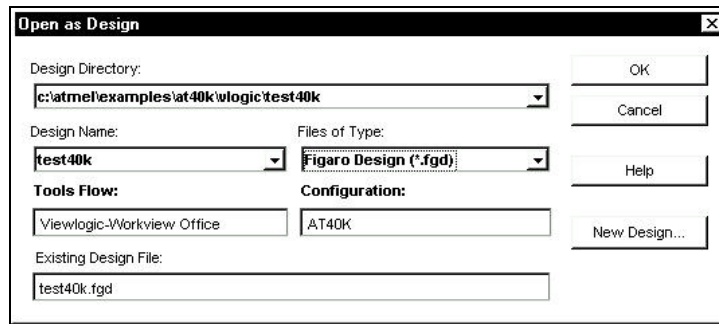 Open as Design
Design Directory:
c:\atmel\examples\at40k\vlogic\test40k
OK
Cancel
Design Name:
Files of Type:
test40k
Figaro Design (*.fgd)
Help
Tools Flow:
Configuration:
Viewlogic-Workview Office
AT40K
New Design...
Existing Design File:
test40k.fgd